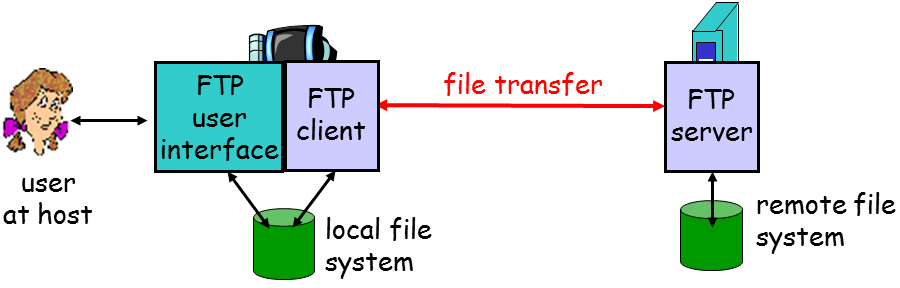 FTP
user
interface
FTP
client
file transfer
FTP
server
user
at host
local file
system
remote file
system